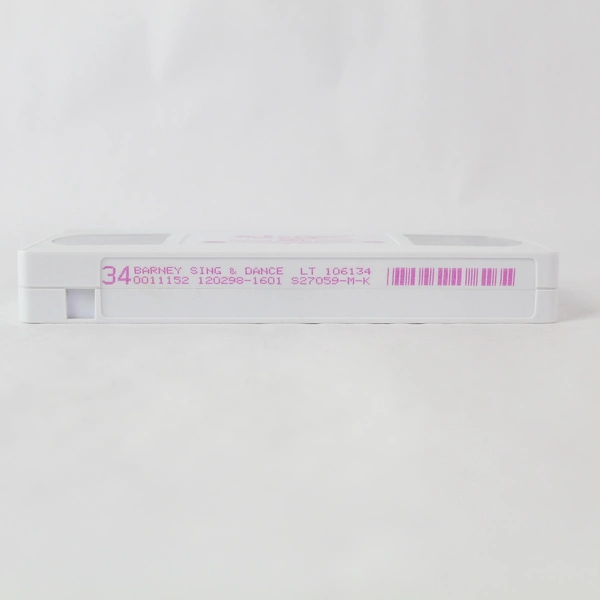 34 BARNEY SING & DANCE LT 106134
0011152 120298-1601 S27059-M-K